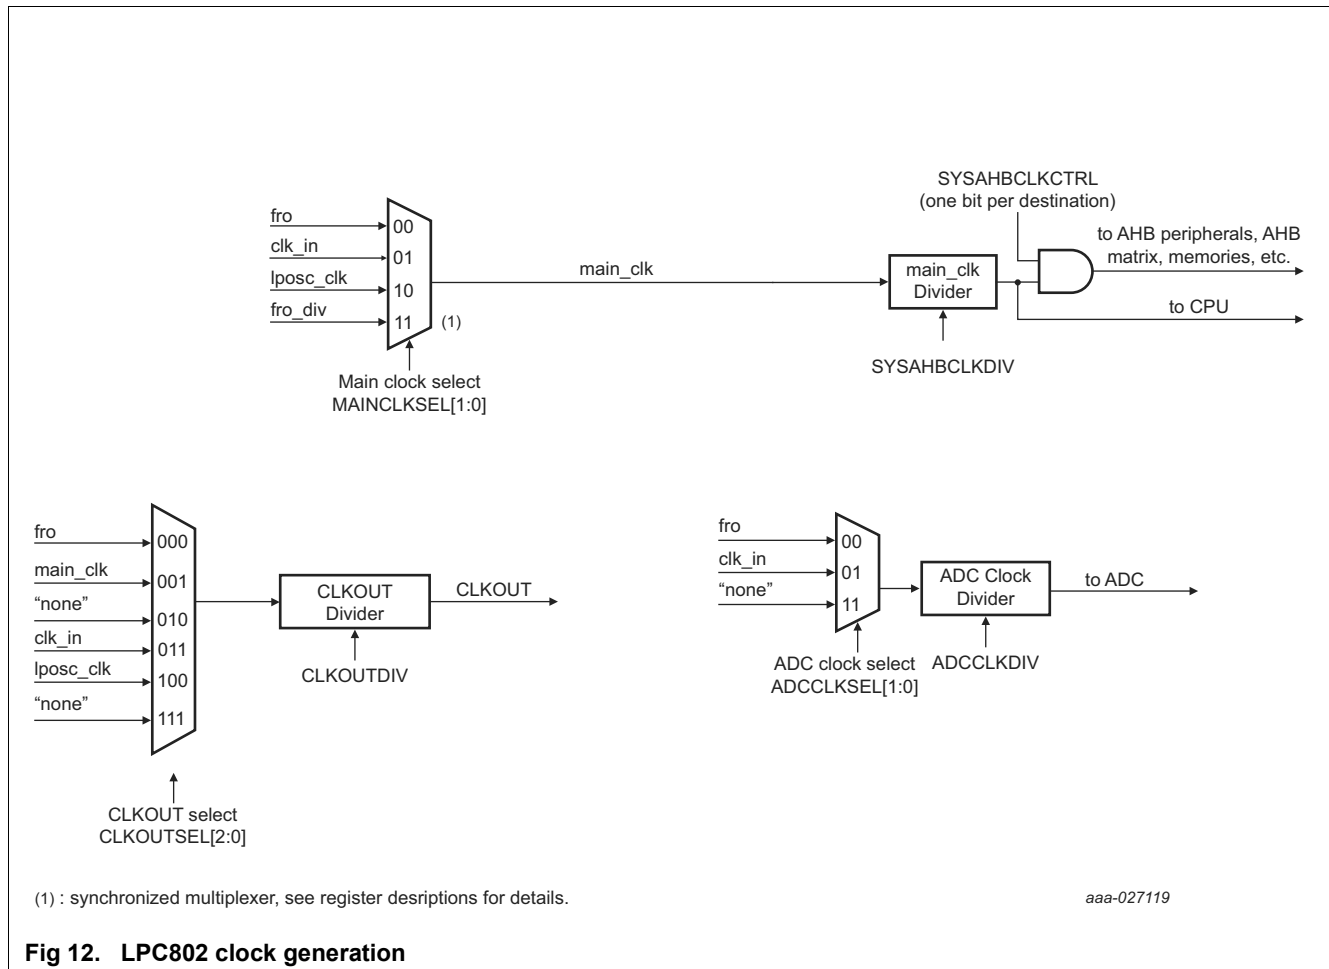 SYSAHBCLKCTRL
(one bit per destination)
fro
00
clk_in
01
lposc_clk
10
fro_div
11
(1)
main_clk
main_clk
Divider
to AHB peripherals, AHB
matrix, memories, etc.
to CPU
SYSAHBCLKDIV
Main clock select
MAINCLKSEL[1:0]
fro
000
main_clk
001
"none"
010
clk_in
011
lposc_clk
100
"none"
111
CLKOUT
Divider
CLKOUT
CLKOUTDIV
CLKOUT select
CLKOUTSEL[2:0]
fro
00
clk_in
01
"none"
11
ADC Clock
Divider
to ADC
ADC clock select
ADCCLKSEL[1:0]
ADCCLKDIV
(1) : synchronized multiplexer, see register desriptions for details.
aaa-027119
Fig 12. LPC802 clock generation